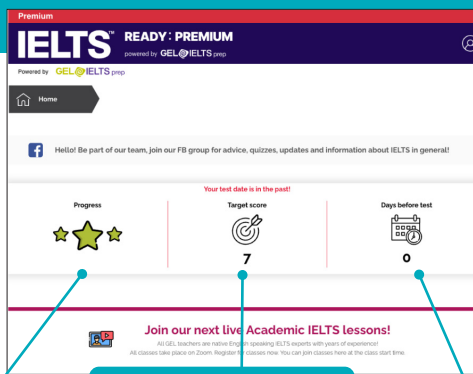 Premium
IELTS™ READY: PREMIUM
powered by GEL IELTS prep
Powered by GEL IELTS prep
Home
Hello! Be part of our team, join our FB group for advice, quizzes, updates and information about IELTS in general!
Your test date is in the past!
Progress
Target score
Days before test
7
0
Join our next live Academic IELTS lessons!
All GEL teachers are native English speaking IELTS experts with years of experience!
All classes take place on Zoom. Register for classes now. You can join classes here at the class start time.